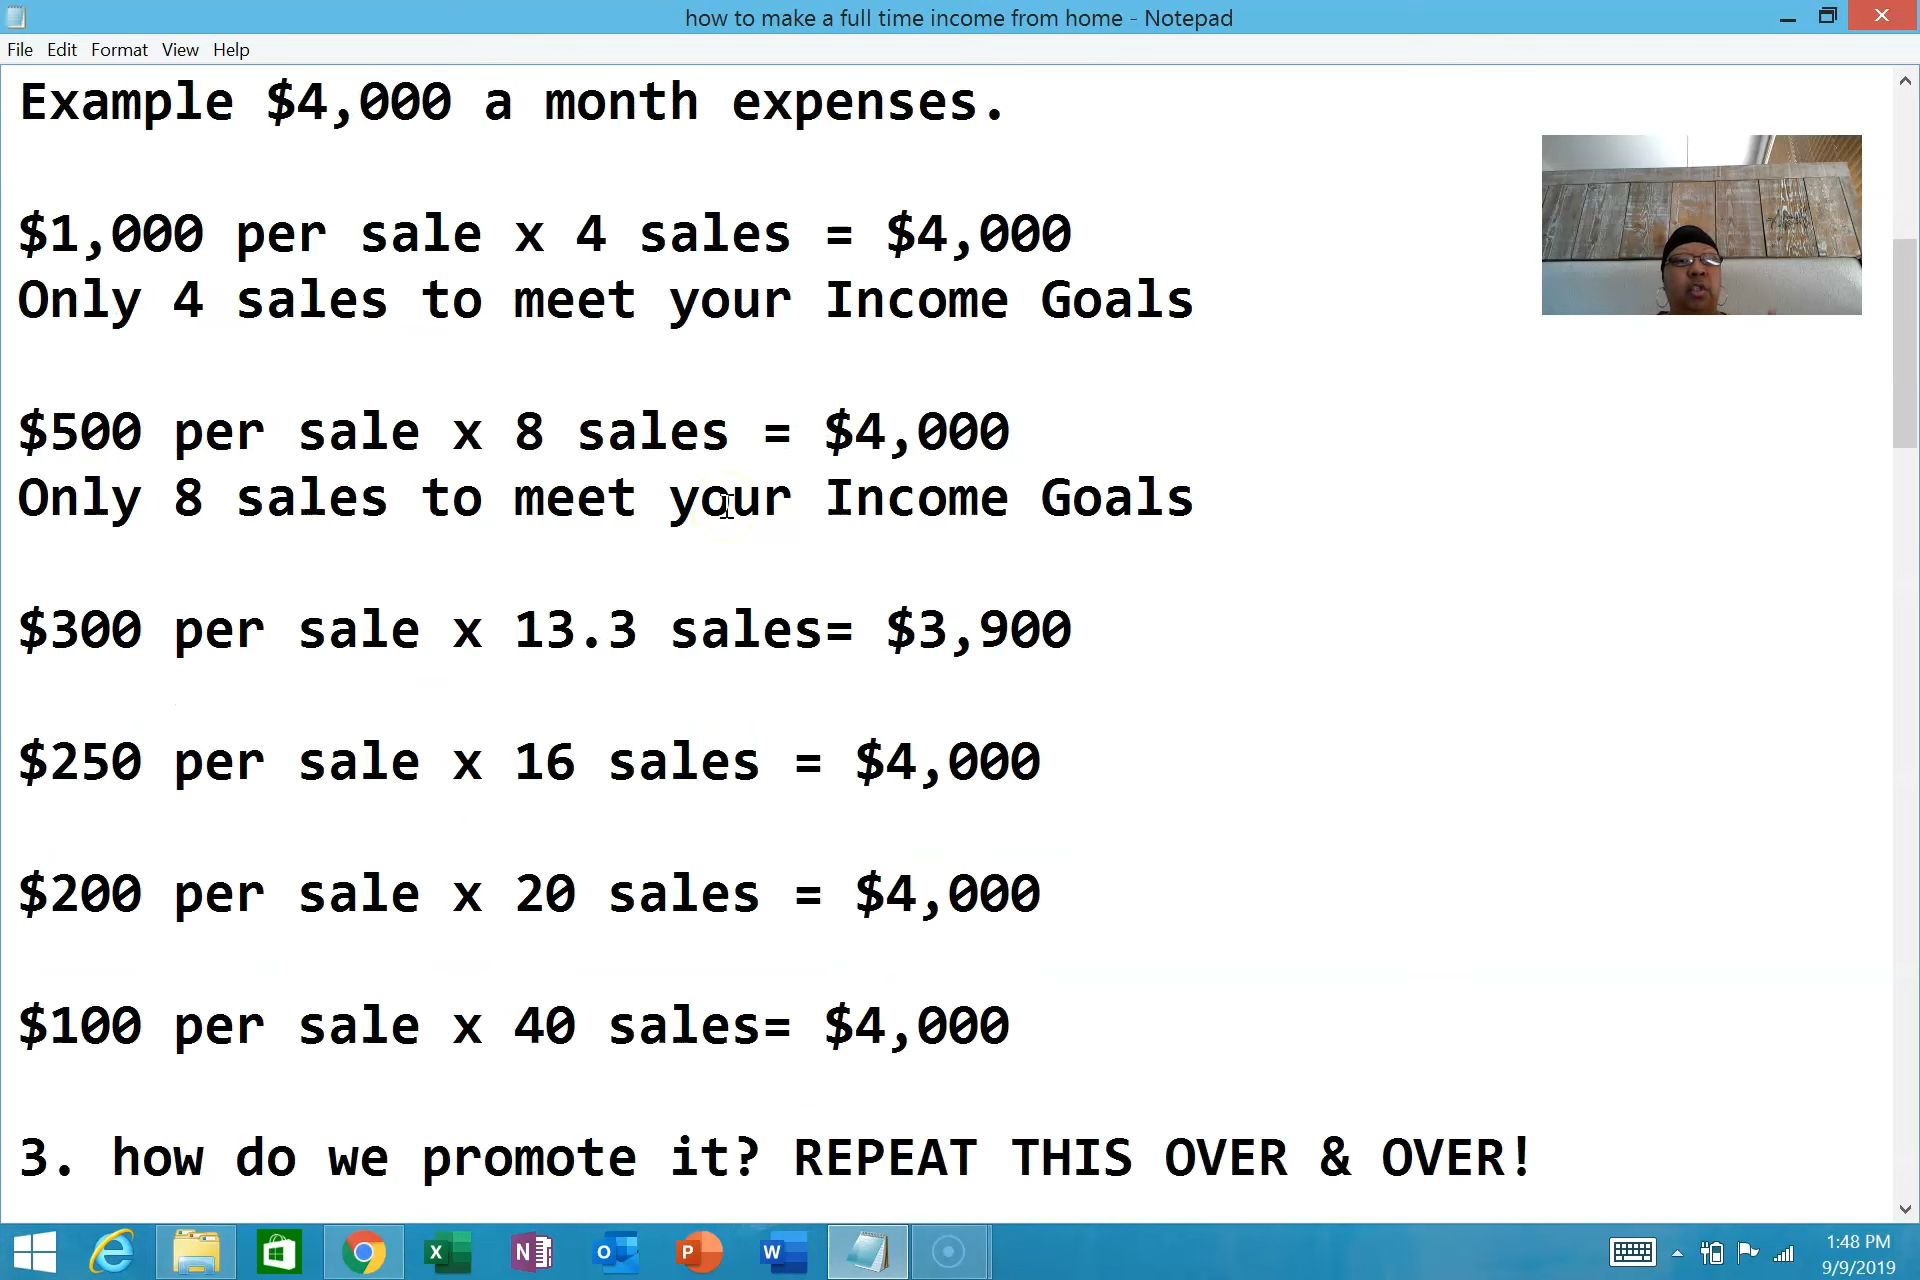 how to make a full time income from home - Notepad
File Edit Format View Help
Example $4,000 a month expenses.
$1,000 per sale x 4 sales = $4,000
Only 4 sales to meet your Income Goals
$500 per sale x 8 sales = $4,000
Only 8 sales to meet your Income Goals
$300 per sale x 13.3 sales= $3,900
$250 per sale x 16 sales = $4,000
$200 per sale x 20 sales = $4,000
$100 per sale x 40 sales= $4,000
3. how do we promote it? REPEAT THIS OVER & OVER!
1:48 PM
9/9/2019